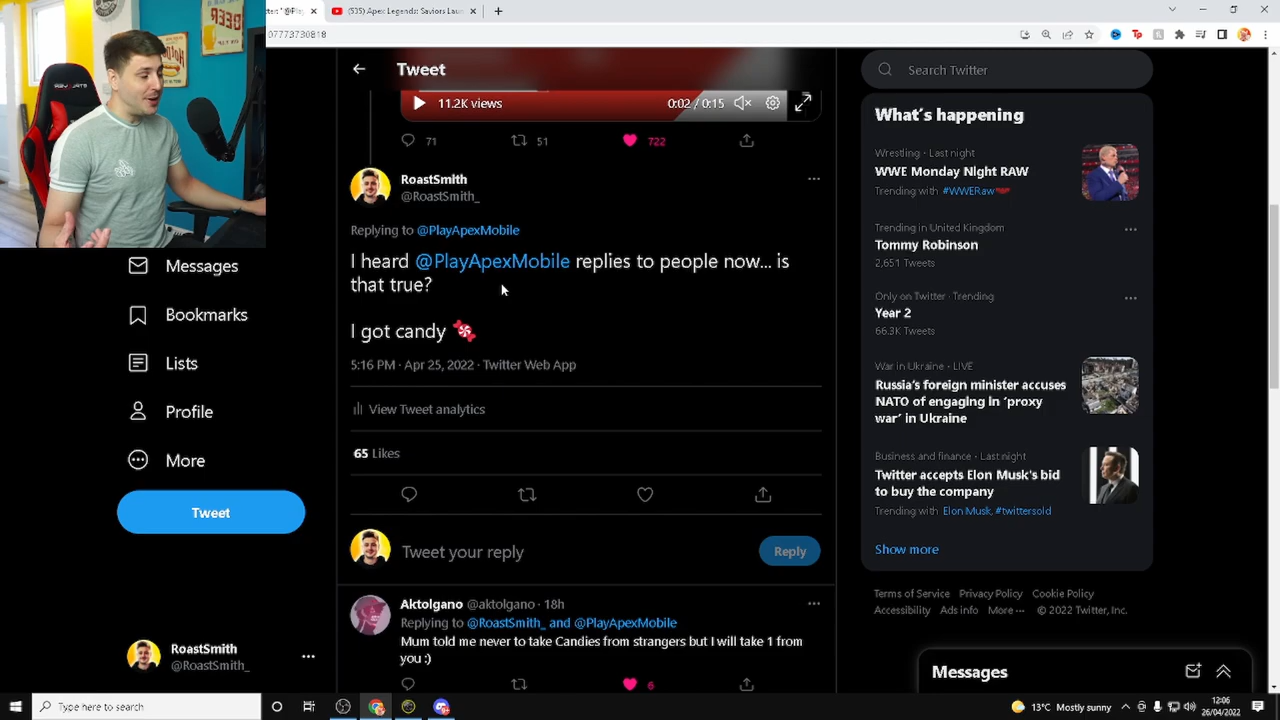 (535) Apex Legends: Saviors Lau
07773730818
Tweet
Search Twitter
11.2K views
0:02 / 0:15
71
51
722
RoastSmith
@RoastSmith_
Replying to @PlayApexMobile
I heard @PlayApexMobile replies to people now... is
that true?
I got candy 🍬
5:16 PM · Apr 25, 2022 · Twitter Web App
View Tweet analytics
65 Likes
Tweet your reply
Reply
Aktolgano @aktolgano · 18h
Replying to @RoastSmith_ and @PlayApexMobile
Mum told me never to take Candies from strangers but I will take 1 from
you :)
6
Messages
Bookmarks
Lists
Profile
More
Tweet
RoastSmith
@RoastSmith_
What's happening
Wrestling · Last night
WWE Monday Night RAW
Trending with #WWERaw
Trending in United Kingdom
Tommy Robinson
2,651 Tweets
Only on Twitter · Trending
Year 2
66.3K Tweets
War in Ukraine · LIVE
Russia's foreign minister accuses
NATO of engaging in 'proxy
war' in Ukraine
Business and finance · Last night
Twitter accepts Elon Musk's bid
to buy the company
Trending with Elon Musk, #twittersold
Show more
Terms of Service Privacy Policy Cookie Policy
Accessibility Ads info More ··· © 2022 Twitter, Inc.
Messages
Type here to search
13°C Mostly sunny
12:06
26/04/2022